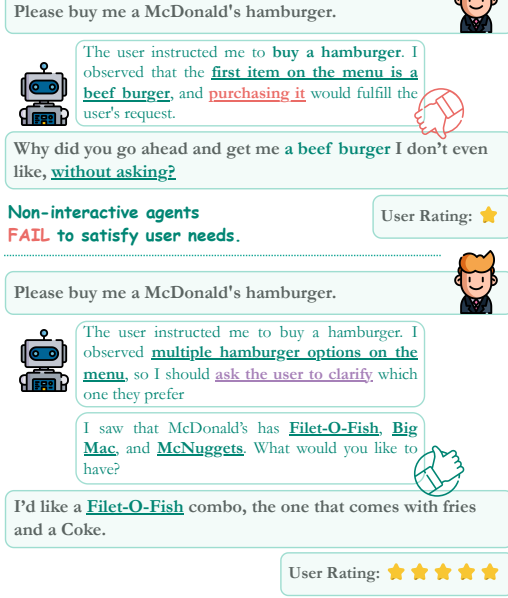 Please buy me a McDonald's hamburger.
The user instructed me to buy a hamburger. I
observed that the first item on the menu is a
beef burger, and purchasing it would fulfill the
user's request.
Why did you go ahead and get me a beef burger I don't even
like, without asking?
Non-interactive agents
FAIL to satisfy user needs.
User Rating:
Please buy me a McDonald's hamburger.
The user instructed me to buy a hamburger. I
observed multiple hamburger options on the
menu, so I should ask the user to clarify which
one they prefer
I saw that McDonald's has Filet-O-Fish, Big
Mac, and McNuggets. What would you like to
have?
I'd like a Filet-O-Fish combo, the one that comes with fries
and a Coke.
User Rating: